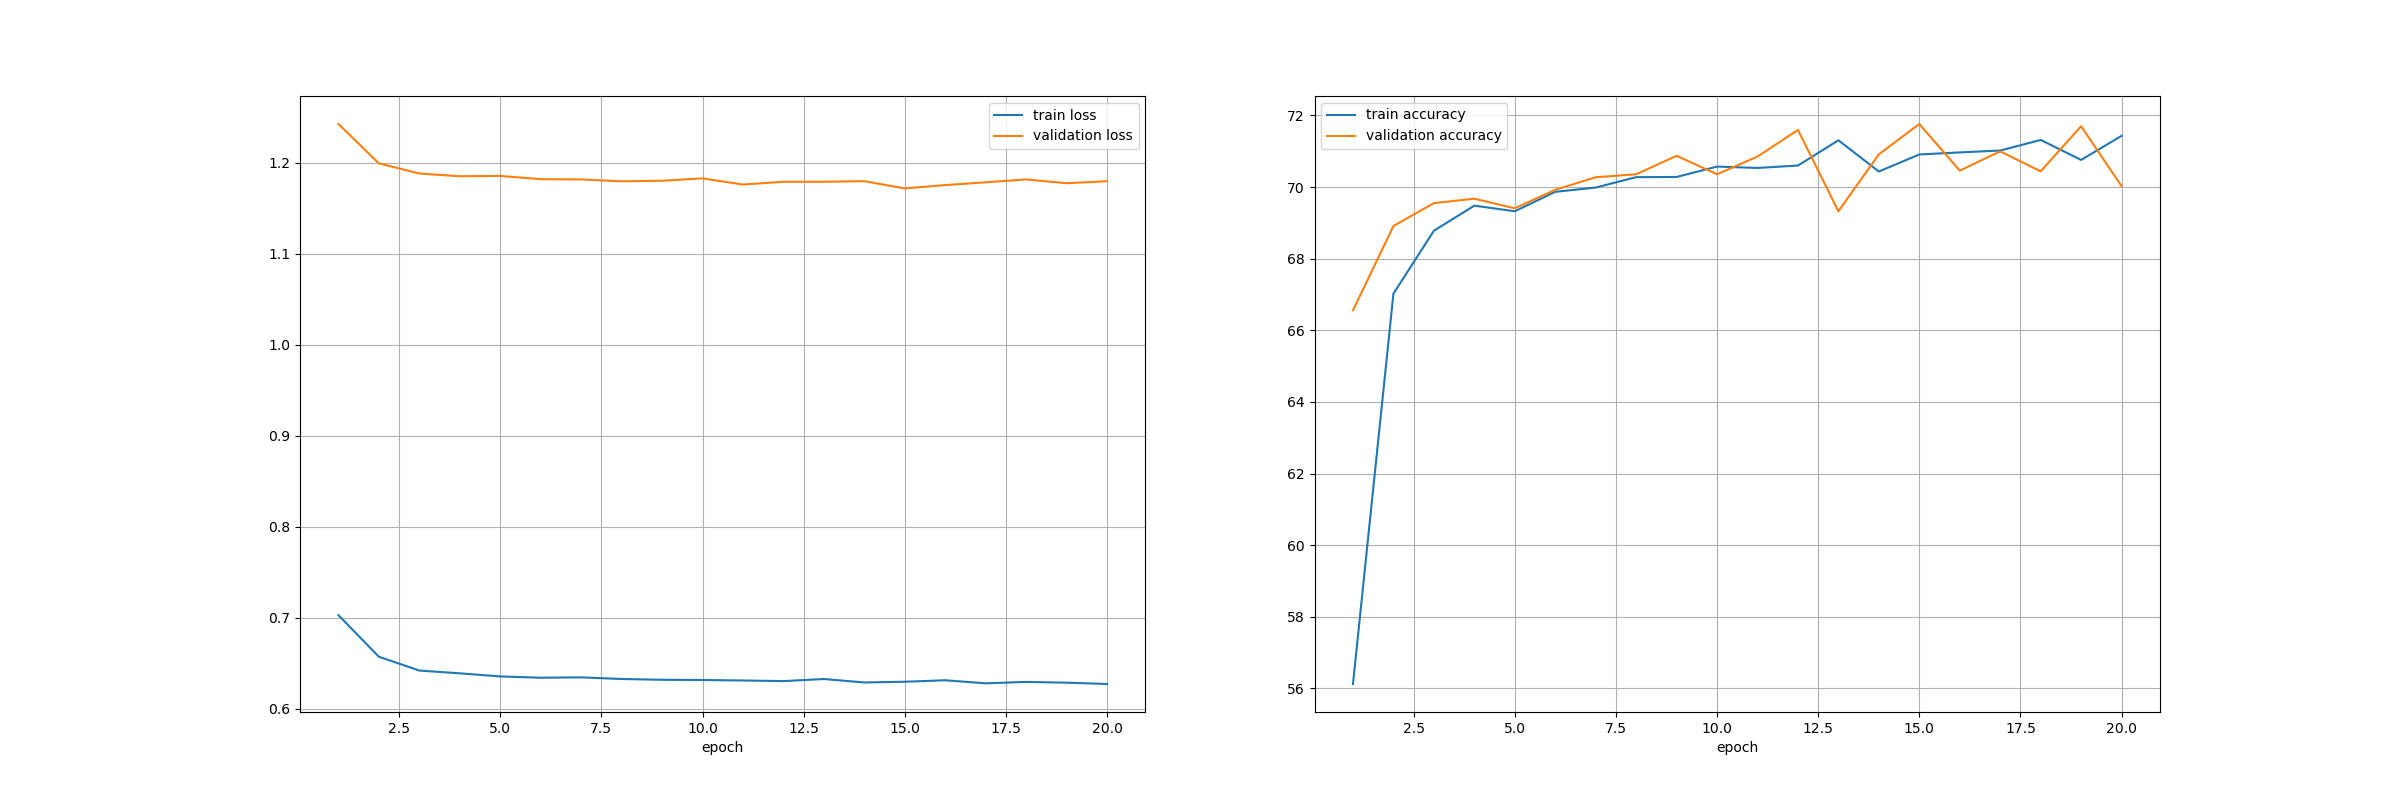 train loss
validation loss
1.2
1.1
1.0
0.9
0.8
0.7
0.6
2.5 5.0 7.5 10.0 12.5 15.0 17.5 20.0
epoch
train accuracy
validation accuracy
72
70
68
66
64
62
60
58
56
2.5 5.0 7.5 10.0 12.5 15.0 17.5 20.0
epoch